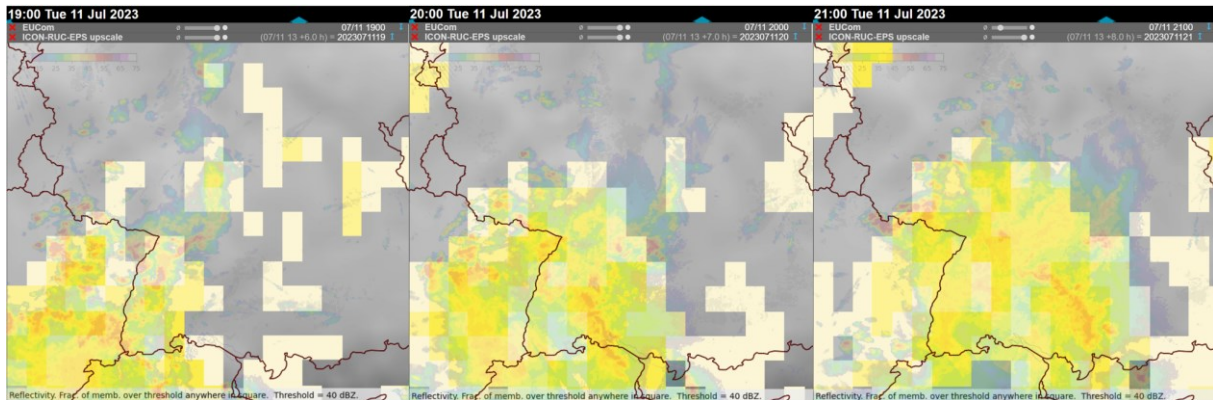 19:00 Tue 11 Jul 2023
EUCom 07/11 1900
ICON-RUC-EPS upscale (07/11 13 +6.0 h) = 2023071119
Reflectivity. Frac. of memb. over threshold anywhere in square. Threshold = 40 dBZ.
20:00 Tue 11 Jul 2023
EUCom 07/11 2000
ICON-RUC-EPS upscale (07/11 13 +7.0 h) = 2023071120
Reflectivity. Frac. of memb. over threshold anywhere in square. Threshold = 40 dBZ.
21:00 Tue 11 Jul 2023
EUCom 07/11 2100
ICON-RUC-EPS upscale (07/11 13 +8.0 h) = 2023071121
Reflectivity. Frac. of memb. over threshold anywhere in square. Threshold = 40 dBZ.